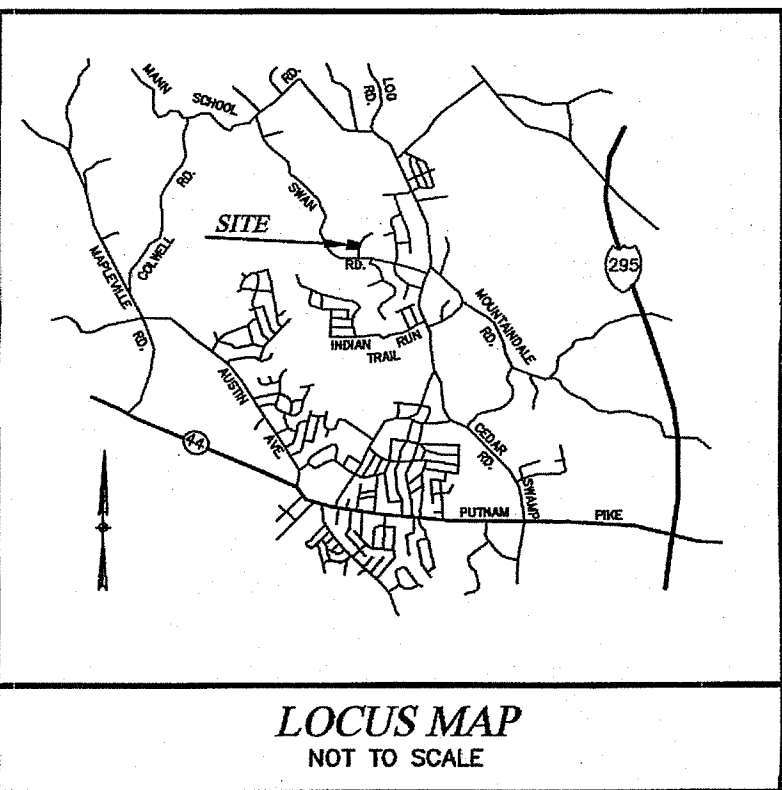 MANN
SCHOOL
RD.
LOG
RD.
SWAN
RD.
SITE
RD.
COLWELL
MAPLEVILLE
RD.
295
MOUNTAINDALE
RD.
INDIAN
RUN
TRAIL
AUSTIN
AVE
44
CEDAR
RD.
SWAMP
PUTNAM
PIKE
LOCUS MAP
NOT TO SCALE